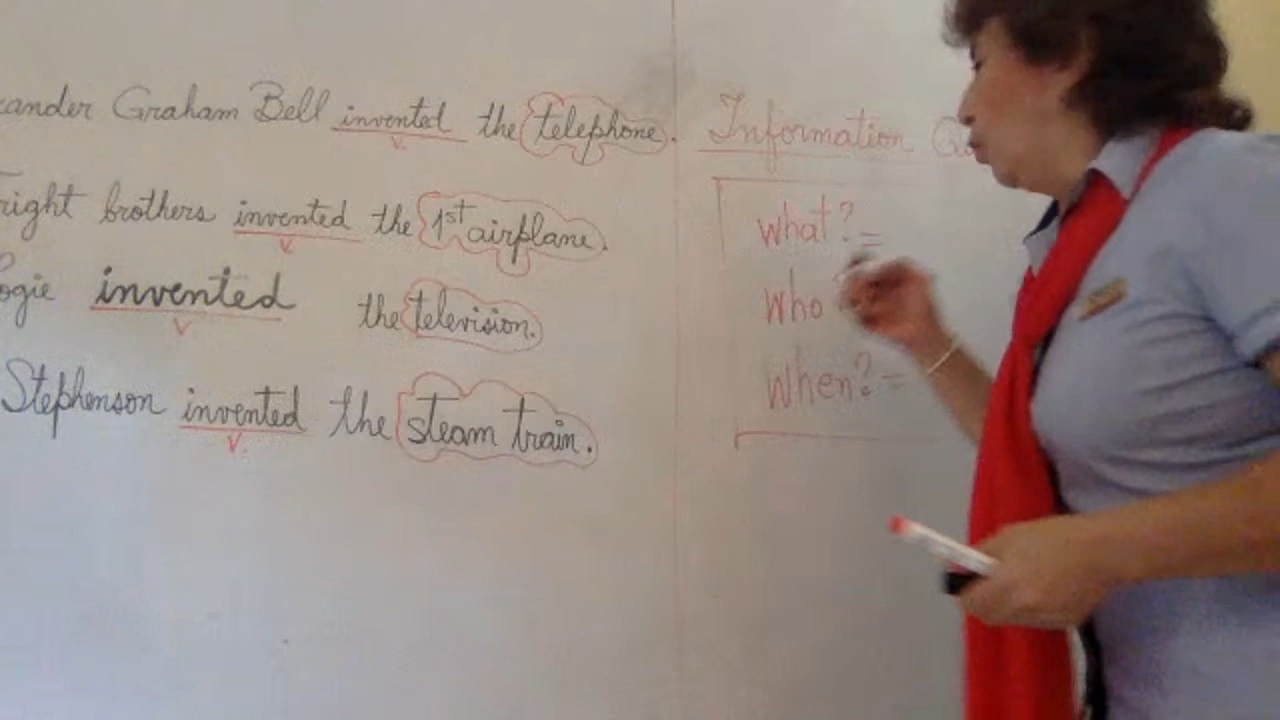 ander Graham Bell invented the telephone.
v.
right brothers invented the 1st airplane.
v
ogie invented the television.
v
Stephenson invented the steam train.
v.
Information
what? =
who
when? =